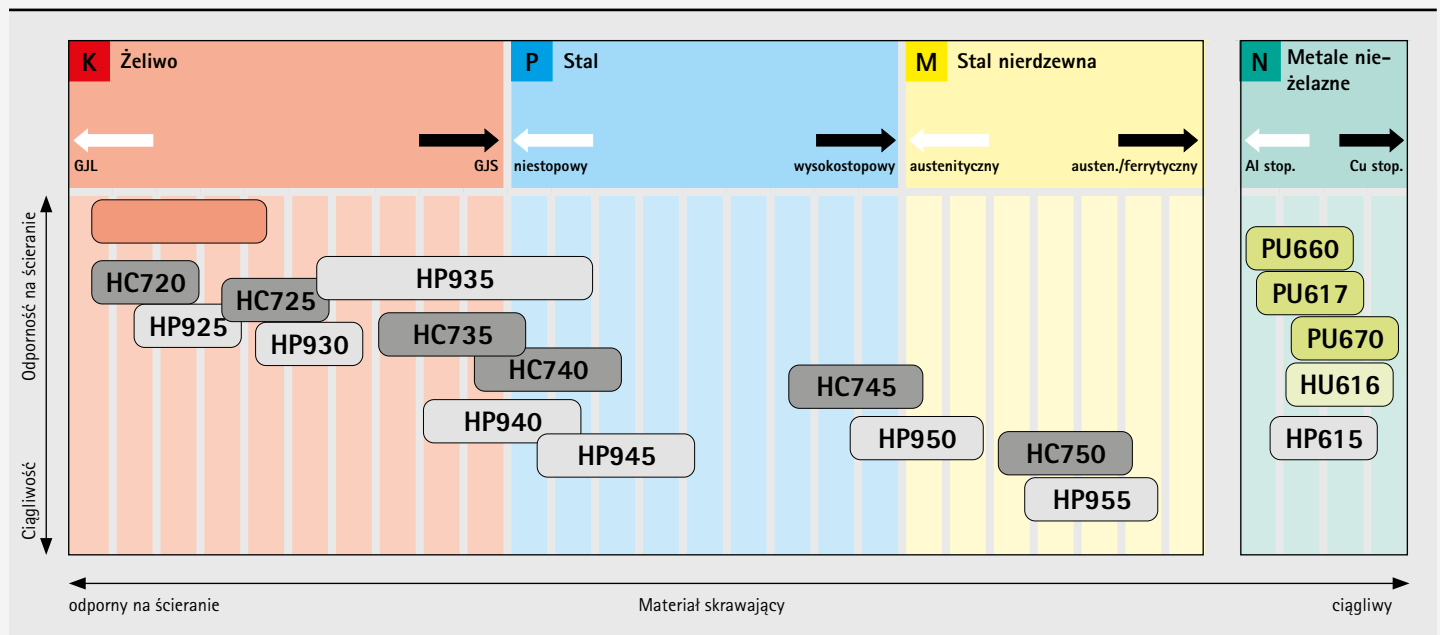 K Żeliwo
P Stal
M Stal nierdzewna
N Metale nie-
żelazne
GJL
GJS
niestopowy
wysokostopowy
austenityczny
austen./ferrytyczny
Al stop.
Cu stop.
Odporność na ścieranie
Ciągliwość
HC720
HP925
HC725
HP930
HP935
HC735
HC740
HP940
HP945
HC745
HP950
HC750
HP955
PU660
PU617
PU670
HU616
HP615
odporny na ścieranie
Materiał skrawający
ciągliwy